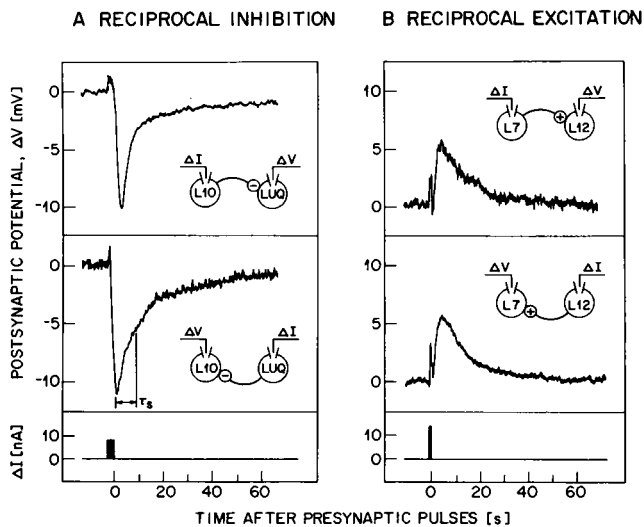 A RECIPROCAL INHIBITION
B RECIPROCAL EXCITATION
POSTSYNAPTIC POTENTIAL, ΔV [mV]
0
-5
-10
ΔI
ΔV
L10
−
LUQ
0
-5
-10
ΔV
ΔI
L10
−
LUQ
τs
ΔI [nA]
10
0
0 20 40 60
10
5
0
ΔI
ΔV
L7
+
L12
10
5
0
ΔV
ΔI
L7
+
L12
10
0
0 20 40 60
TIME AFTER PRESYNAPTIC PULSES [s]